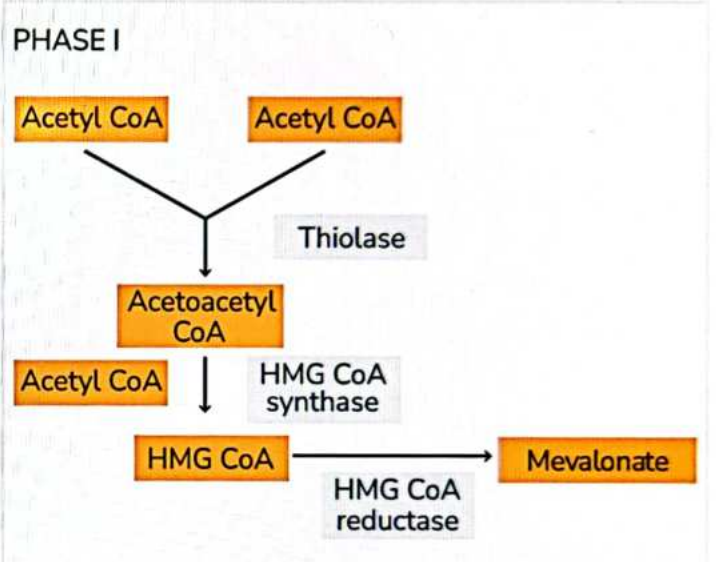 PHASE I
Acetyl CoA
Acetyl CoA
Thiolase
Acetoacetyl
CoA
Acetyl CoA
HMG CoA
synthase
HMG CoA
Mevalonate
HMG CoA
reductase